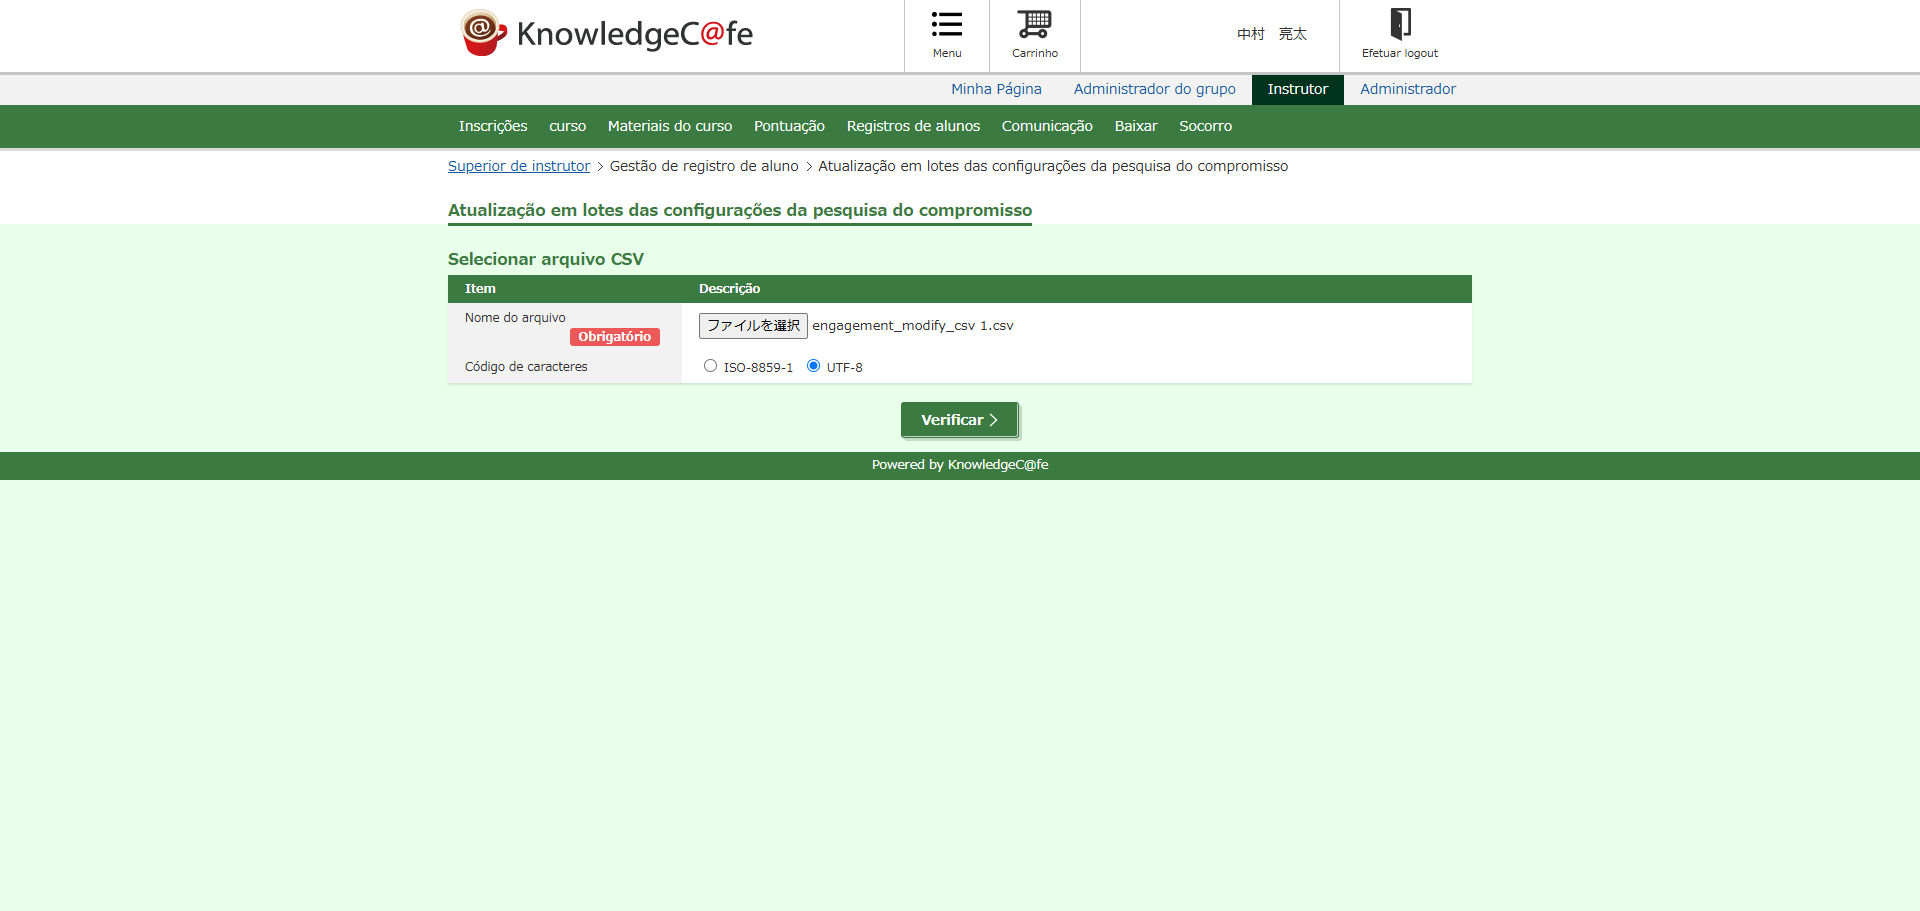 KnowledgeC@fe
Menu
Carrinho
中村　亮太
Efetuar logout
Minha Página Administrador do grupo Instrutor Administrador
Inscrições curso Materiais do curso Pontuação Registros de alunos Comunicação Baixar Socorro
Superior de instrutor > Gestão de registro de aluno > Atualização em lotes das configurações da pesquisa do compromisso
Atualização em lotes das configurações da pesquisa do compromisso
Selecionar arquivo CSV
Item Descrição
Nome do arquivo
Obrigatório
ファイルを選択 engagement_modify_csv 1.csv
Código de caracteres ISO-8859-1 UTF-8
Verificar >
Powered by KnowledgeC@fe